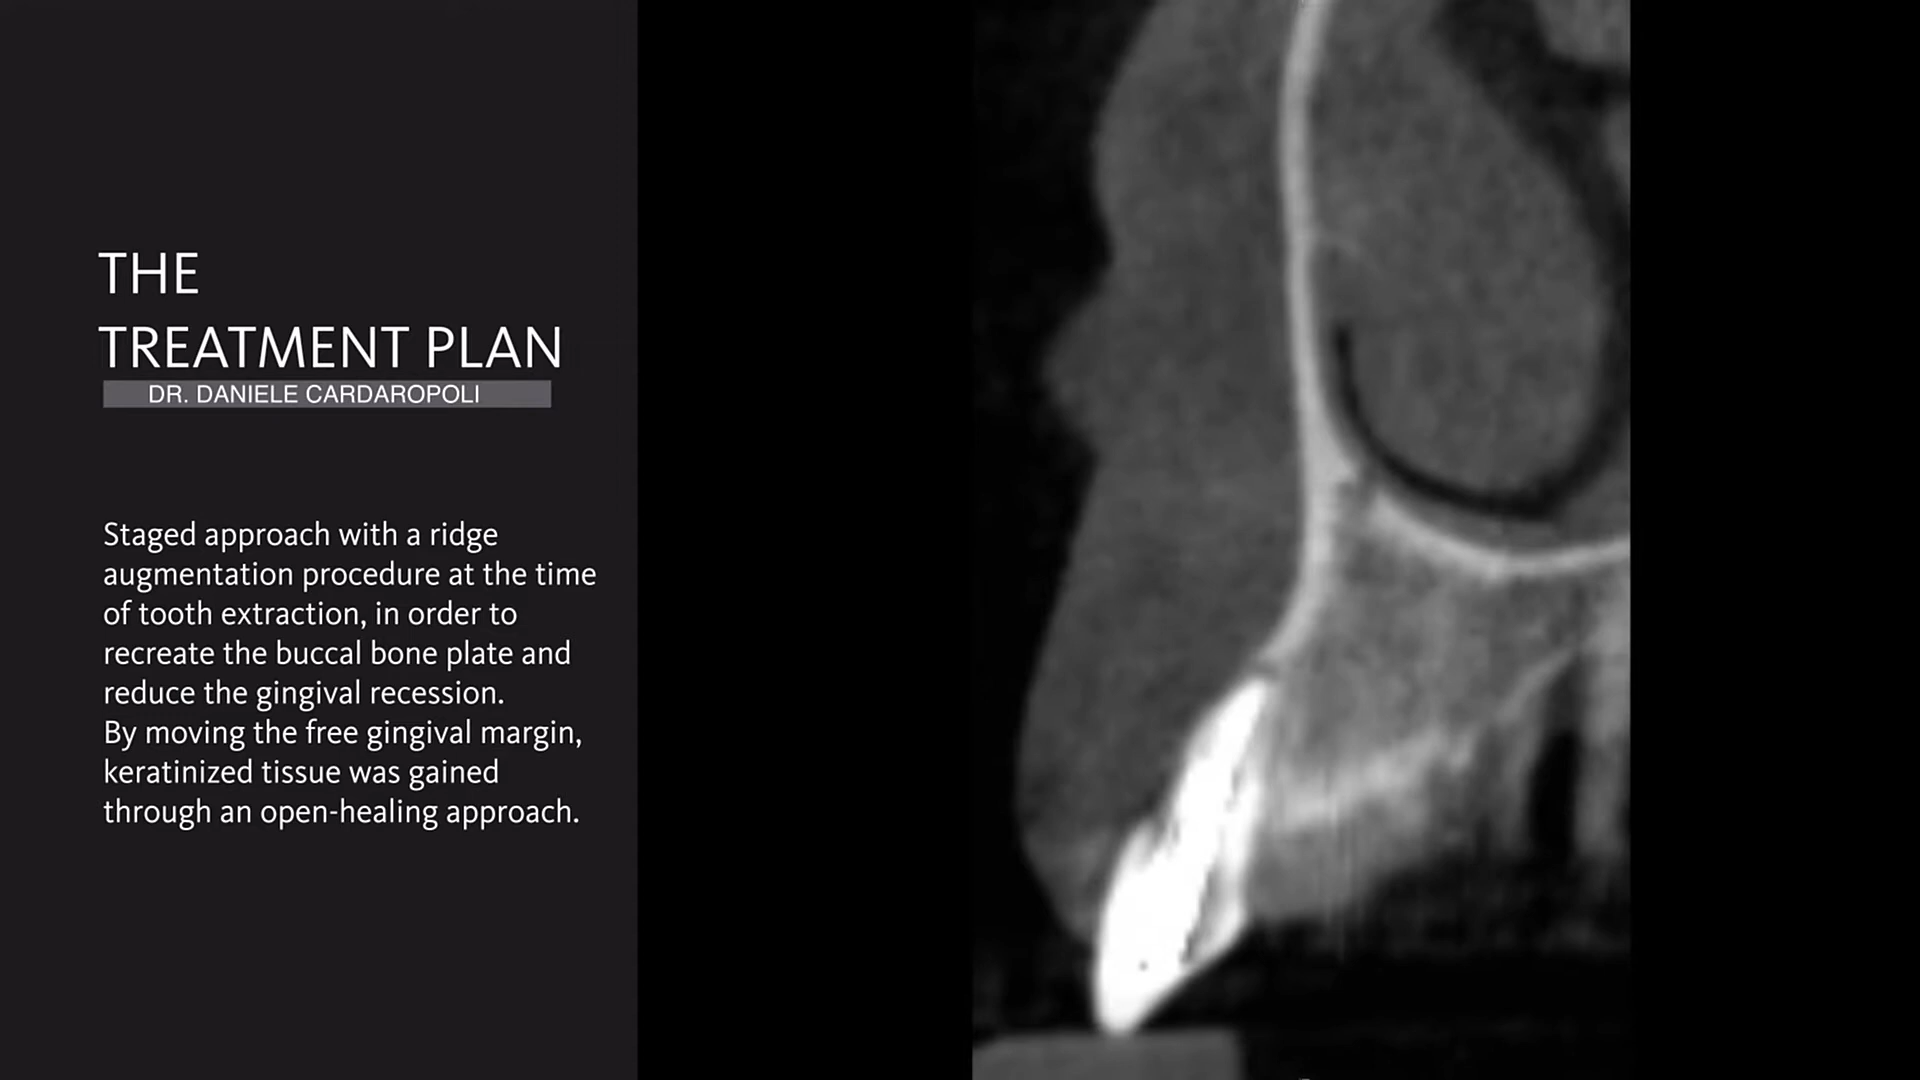 THE
TREATMENT PLAN
DR. DANIELE CARDAROPOLI
Staged approach with a ridge
augmentation procedure at the time
of tooth extraction, in order to
recreate the buccal bone plate and
reduce the gingival recession.
By moving the free gingival margin,
keratinized tissue was gained
through an open-healing approach.